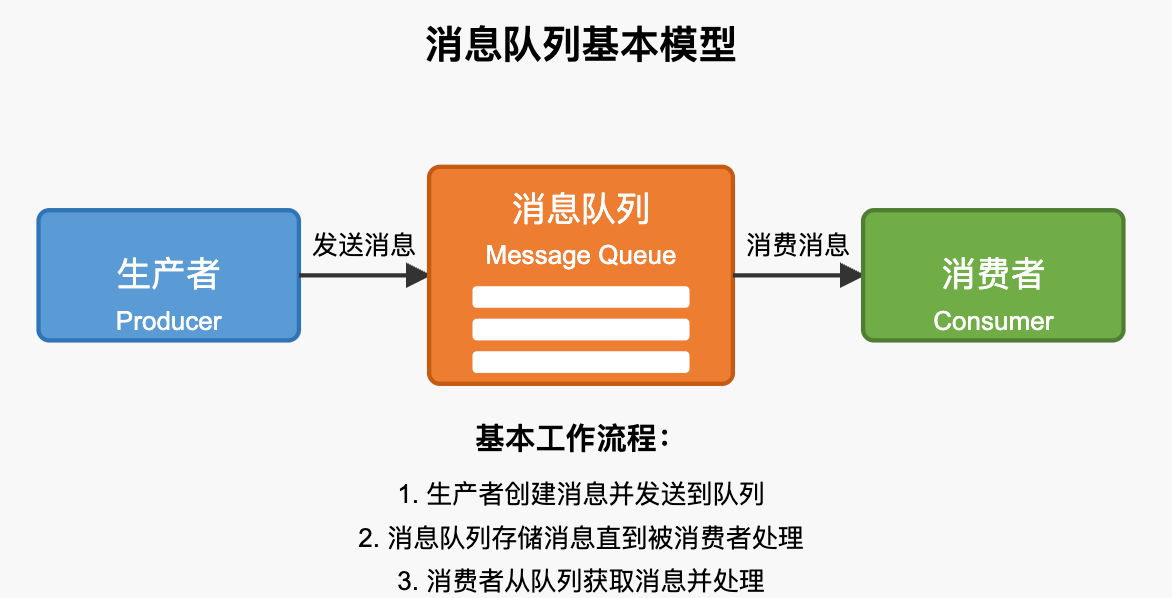 消息队列基本模型
生产者
Producer
发送消息
消息队列
Message Queue
消费消息
消费者
Consumer
基本工作流程：
1. 生产者创建消息并发送到队列
2. 消息队列存储消息直到被消费者处理
3. 消费者从队列获取消息并处理